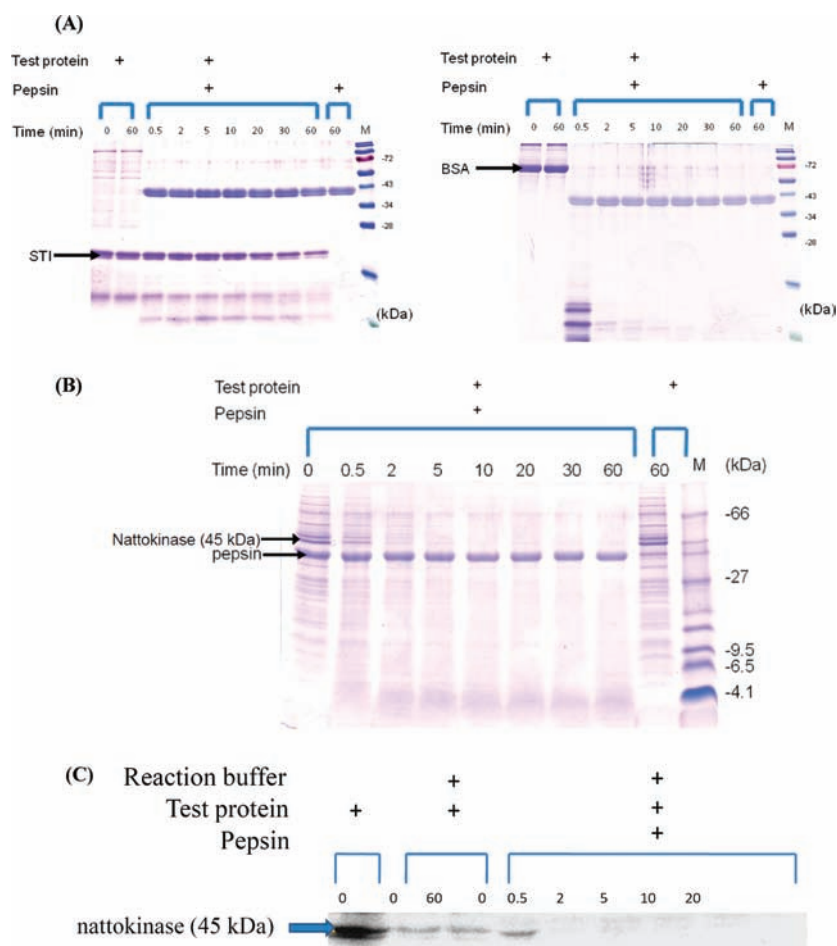 (A)
Test protein + +
Pepsin + +
Time (min) 0 60 0.5 2 5 10 20 30 60 60 M
-72
-43
-34
-28
STI
(kDa)
Test protein + +
Pepsin + +
Time (min) 0 60 0.5 2 5 10 20 30 60 60 M
BSA
-72
-43
-34
-28
(kDa)
(B)
Test protein + +
Pepsin +
Time (min) 0 0.5 2 5 10 20 30 60 60 M (kDa)
-66
Nattokinase (45 kDa)
pepsin
-27
-9.5
-6.5
-4.1
(C)
Reaction buffer + +
Test protein + + +
Pepsin +
0 0 60 0 0.5 2 5 10 20
nattokinase (45 kDa)